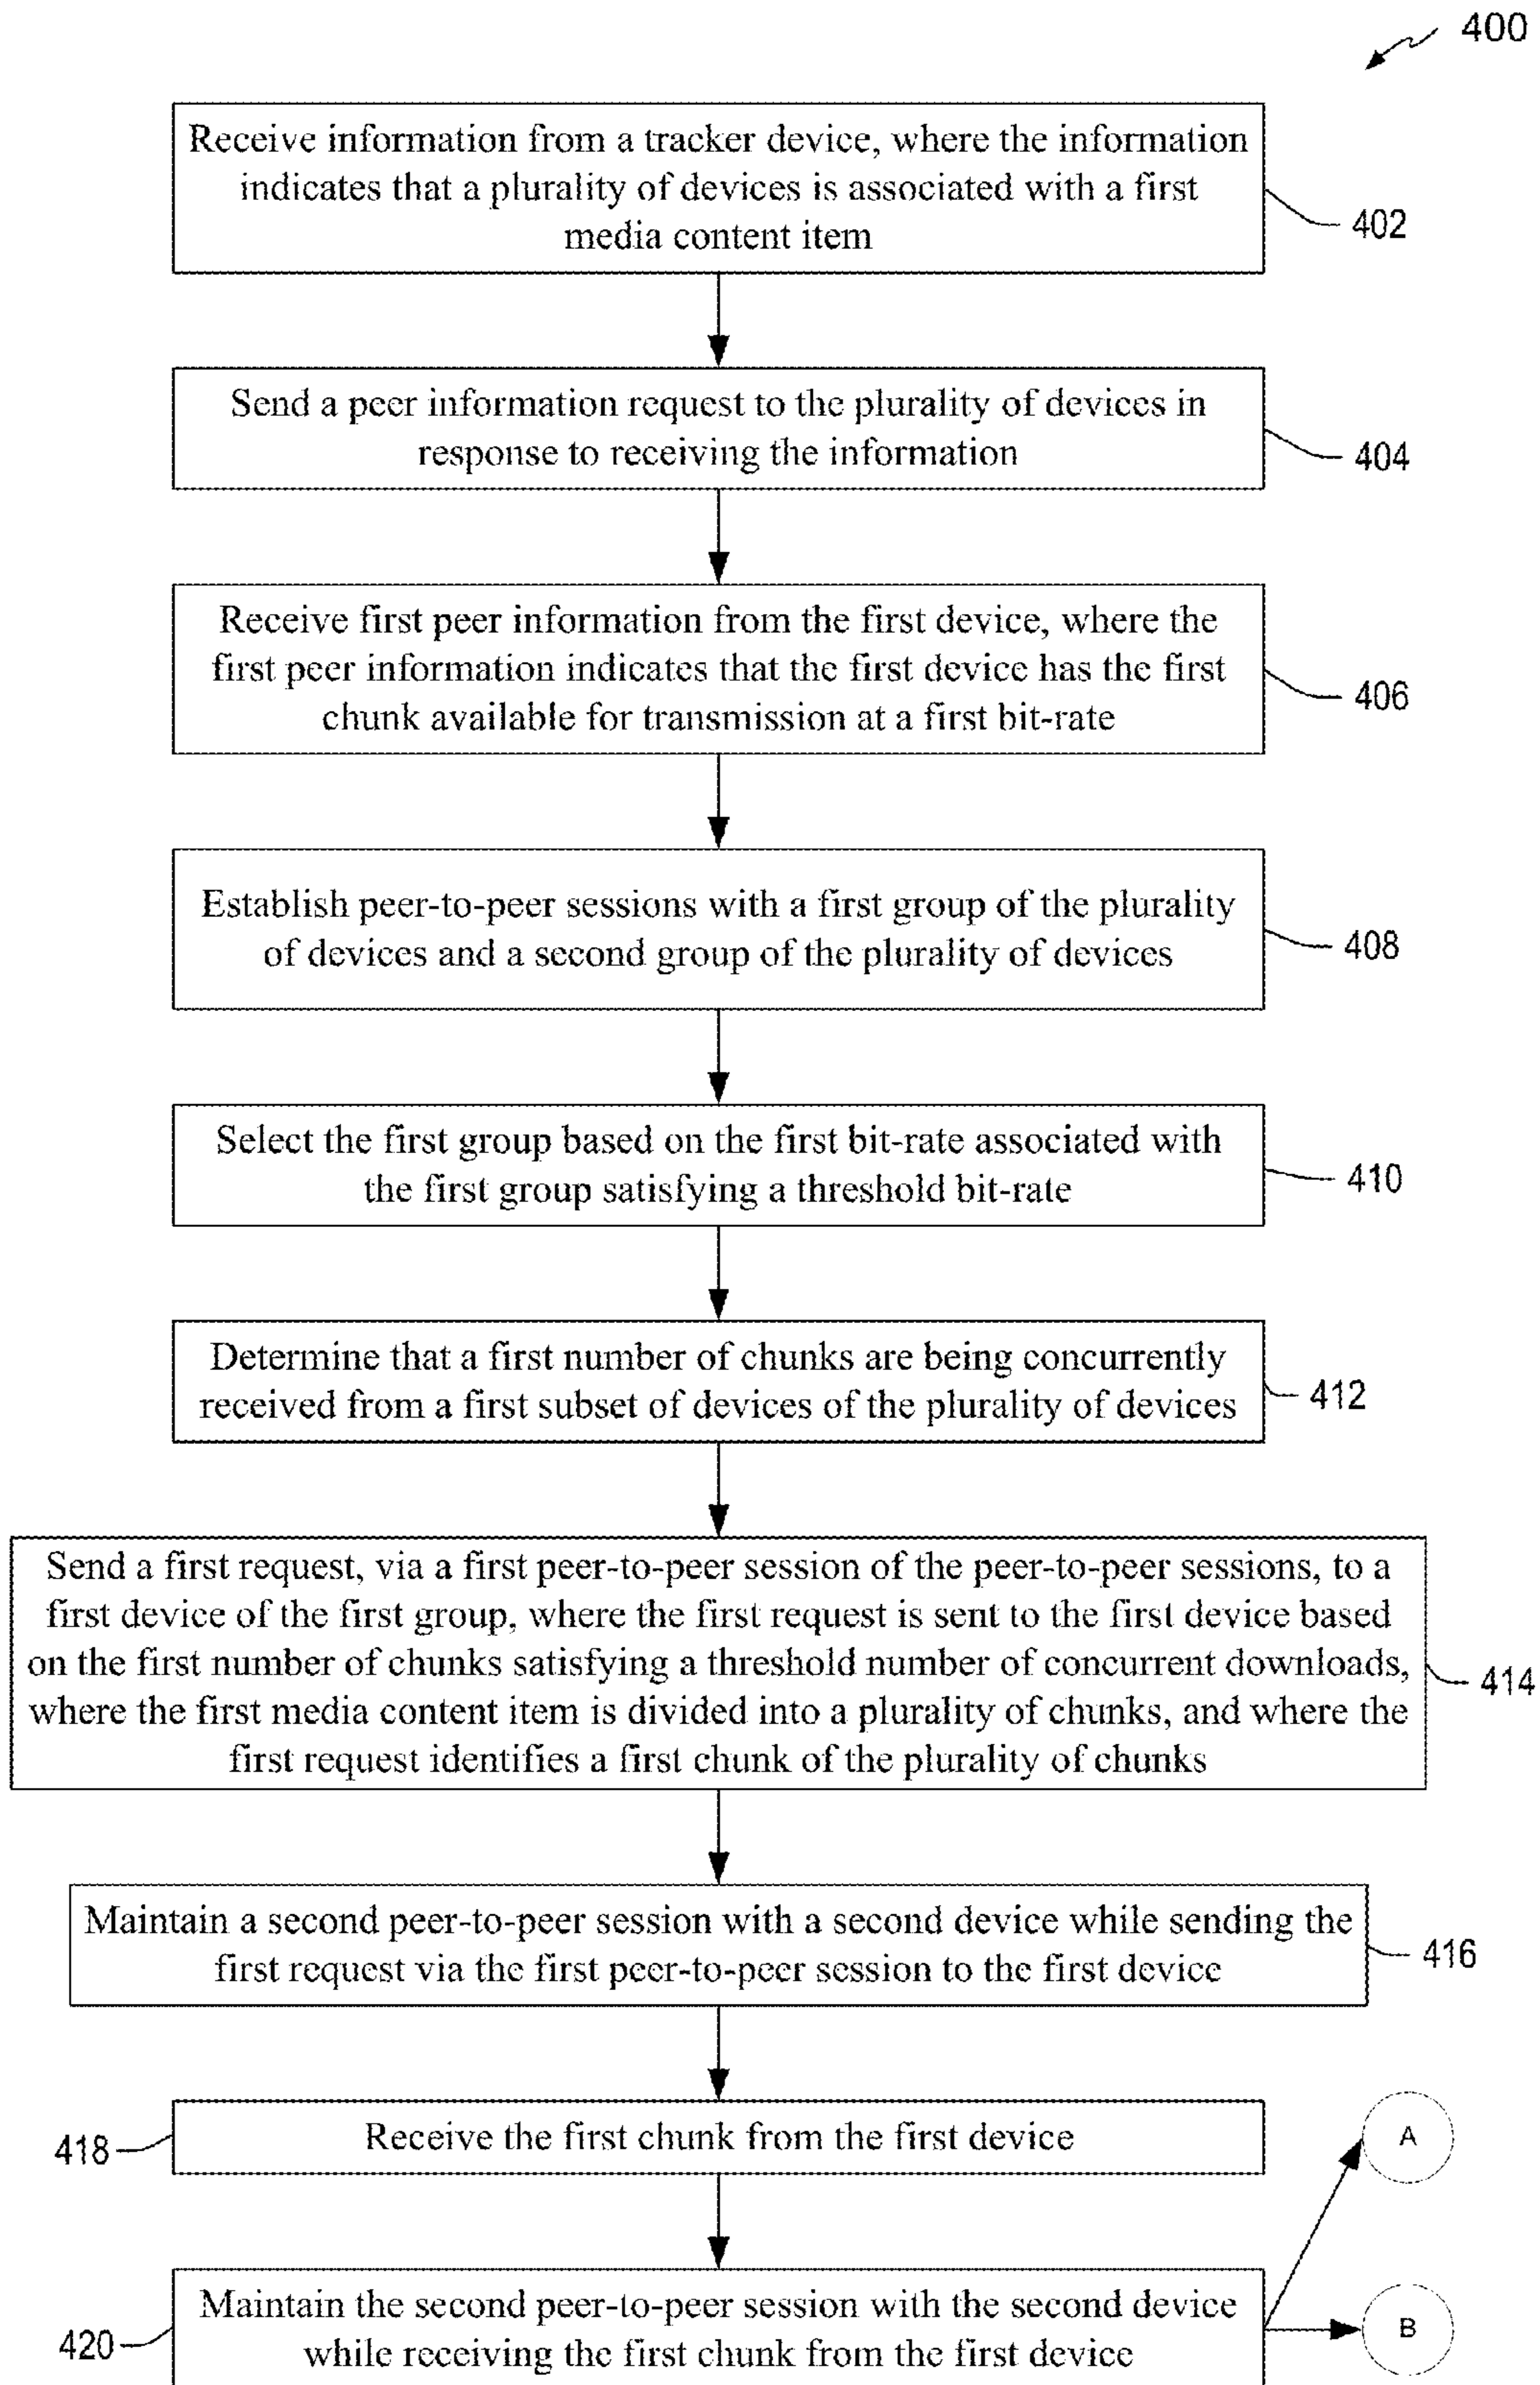 400
Receive information from a tracker device, where the information
indicates that a plurality of devices is associated with a first
media content item
402
Send a peer information request to the plurality of devices in
response to receiving the information
404
Receive first peer information from the first device, where the
first peer information indicates that the first device has the first
chunk available for transmission at a first bit-rate
406
Establish peer-to-peer sessions with a first group of the plurality
of devices and a second group of the plurality of devices
408
Select the first group based on the first bit-rate associated with
the first group satisfying a threshold bit-rate
410
Determine that a first number of chunks are being concurrently
received from a first subset of devices of the plurality of devices
412
Send a first request, via a first peer-to-peer session of the peer-to-peer sessions, to a
first device of the first group, where the first request is sent to the first device based
on the first number of chunks satisfying a threshold number of concurrent downloads,
where the first media content item is divided into a plurality of chunks, and where the
first request identifies a first chunk of the plurality of chunks
414
Maintain a second peer-to-peer session with a second device while sending the
first request via the first peer-to-peer session to the first device
416
Receive the first chunk from the first device
418
A
Maintain the second peer-to-peer session with the second device
while receiving the first chunk from the first device
420
B